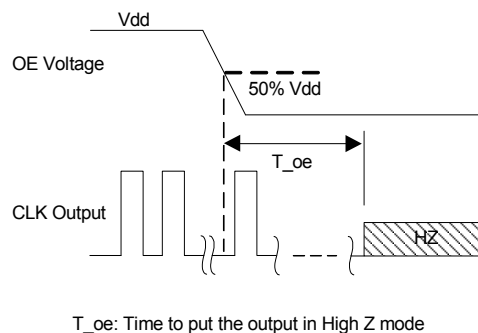 Vdd
OE Voltage
50% Vdd
T_oe
CLK Output
HZ
T_oe: Time to put the output in High Z mode